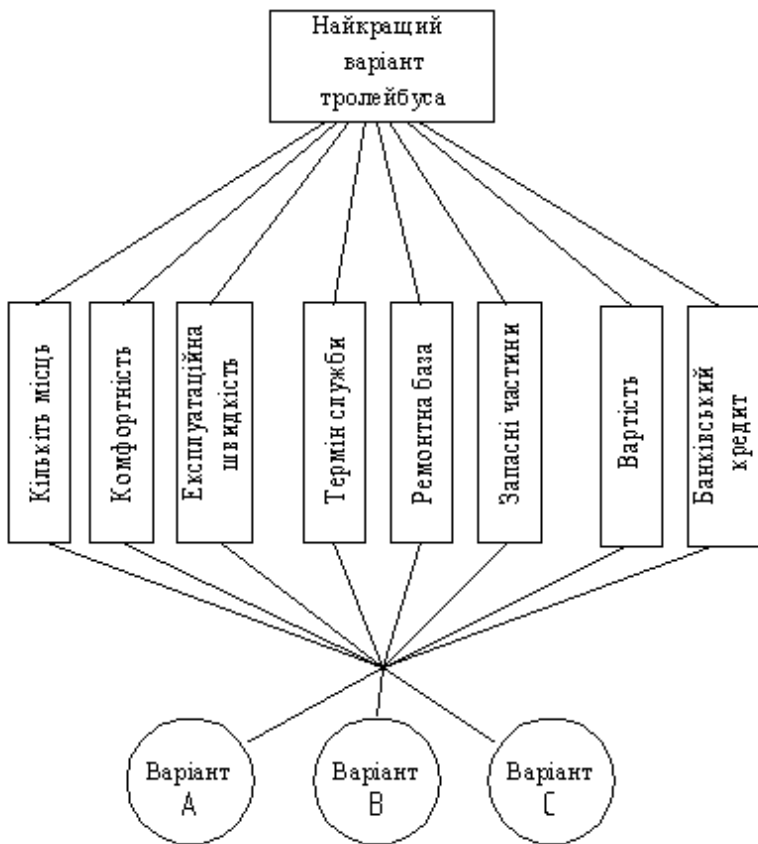 Найкращий
варіант
тролейбуса
Кількіть місць
Комфортність
Експлуатаційна
швидкість
Термін служби
Ремонтна база
Запасні частини
Вартість
Банківський
кредит
Варіант
A
Варіант
B
Варіант
C